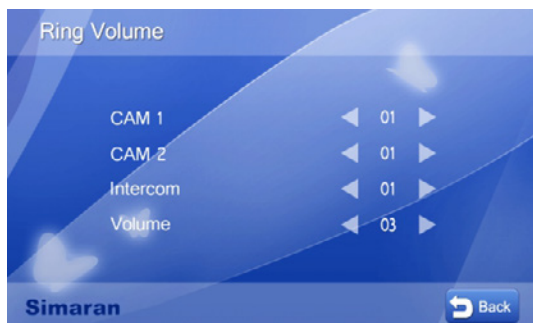 Ring Volume
CAM 1 01
CAM 2 01
Intercom 01
Volume 03
Simaran Back